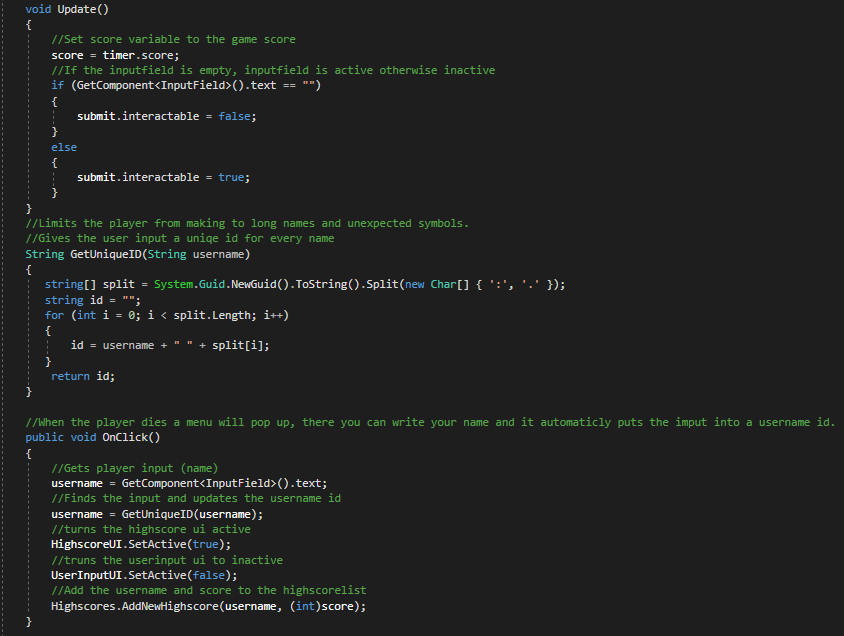 void Update()
{
//Set score variable to the game score
score = timer.score;
//If the inputfield is empty, inputfield is active otherwise inactive
if (GetComponent<InputField>().text == "")
{
submit.interactable = false;
}
else
{
submit.interactable = true;
}
}
//Limits the player from making to long names and unexpected symbols.
//Gives the user input a uniqe id for every name
String GetUniqueID(String username)
{
string[] split = System.Guid.NewGuid().ToString().Split(new Char[] { ':', '.' });
string id = "";
for (int i = 0; i < split.Length; i++)
{
id = username + " " + split[i];
}
return id;
}
//When the player dies a menu will pop up, there you can write your name and it automaticly puts the imput into a username id.
public void OnClick()
{
//Gets player input (name)
username = GetComponent<InputField>().text;
//Finds the input and updates the username id
username = GetUniqueID(username);
//turns the highscore ui active
HighscoreUI.SetActive(true);
//truns the userinput ui to inactive
UserInputUI.SetActive(false);
//Add the username and score to the highscorelist
Highscores.AddNewHighscore(username, (int)score);
}